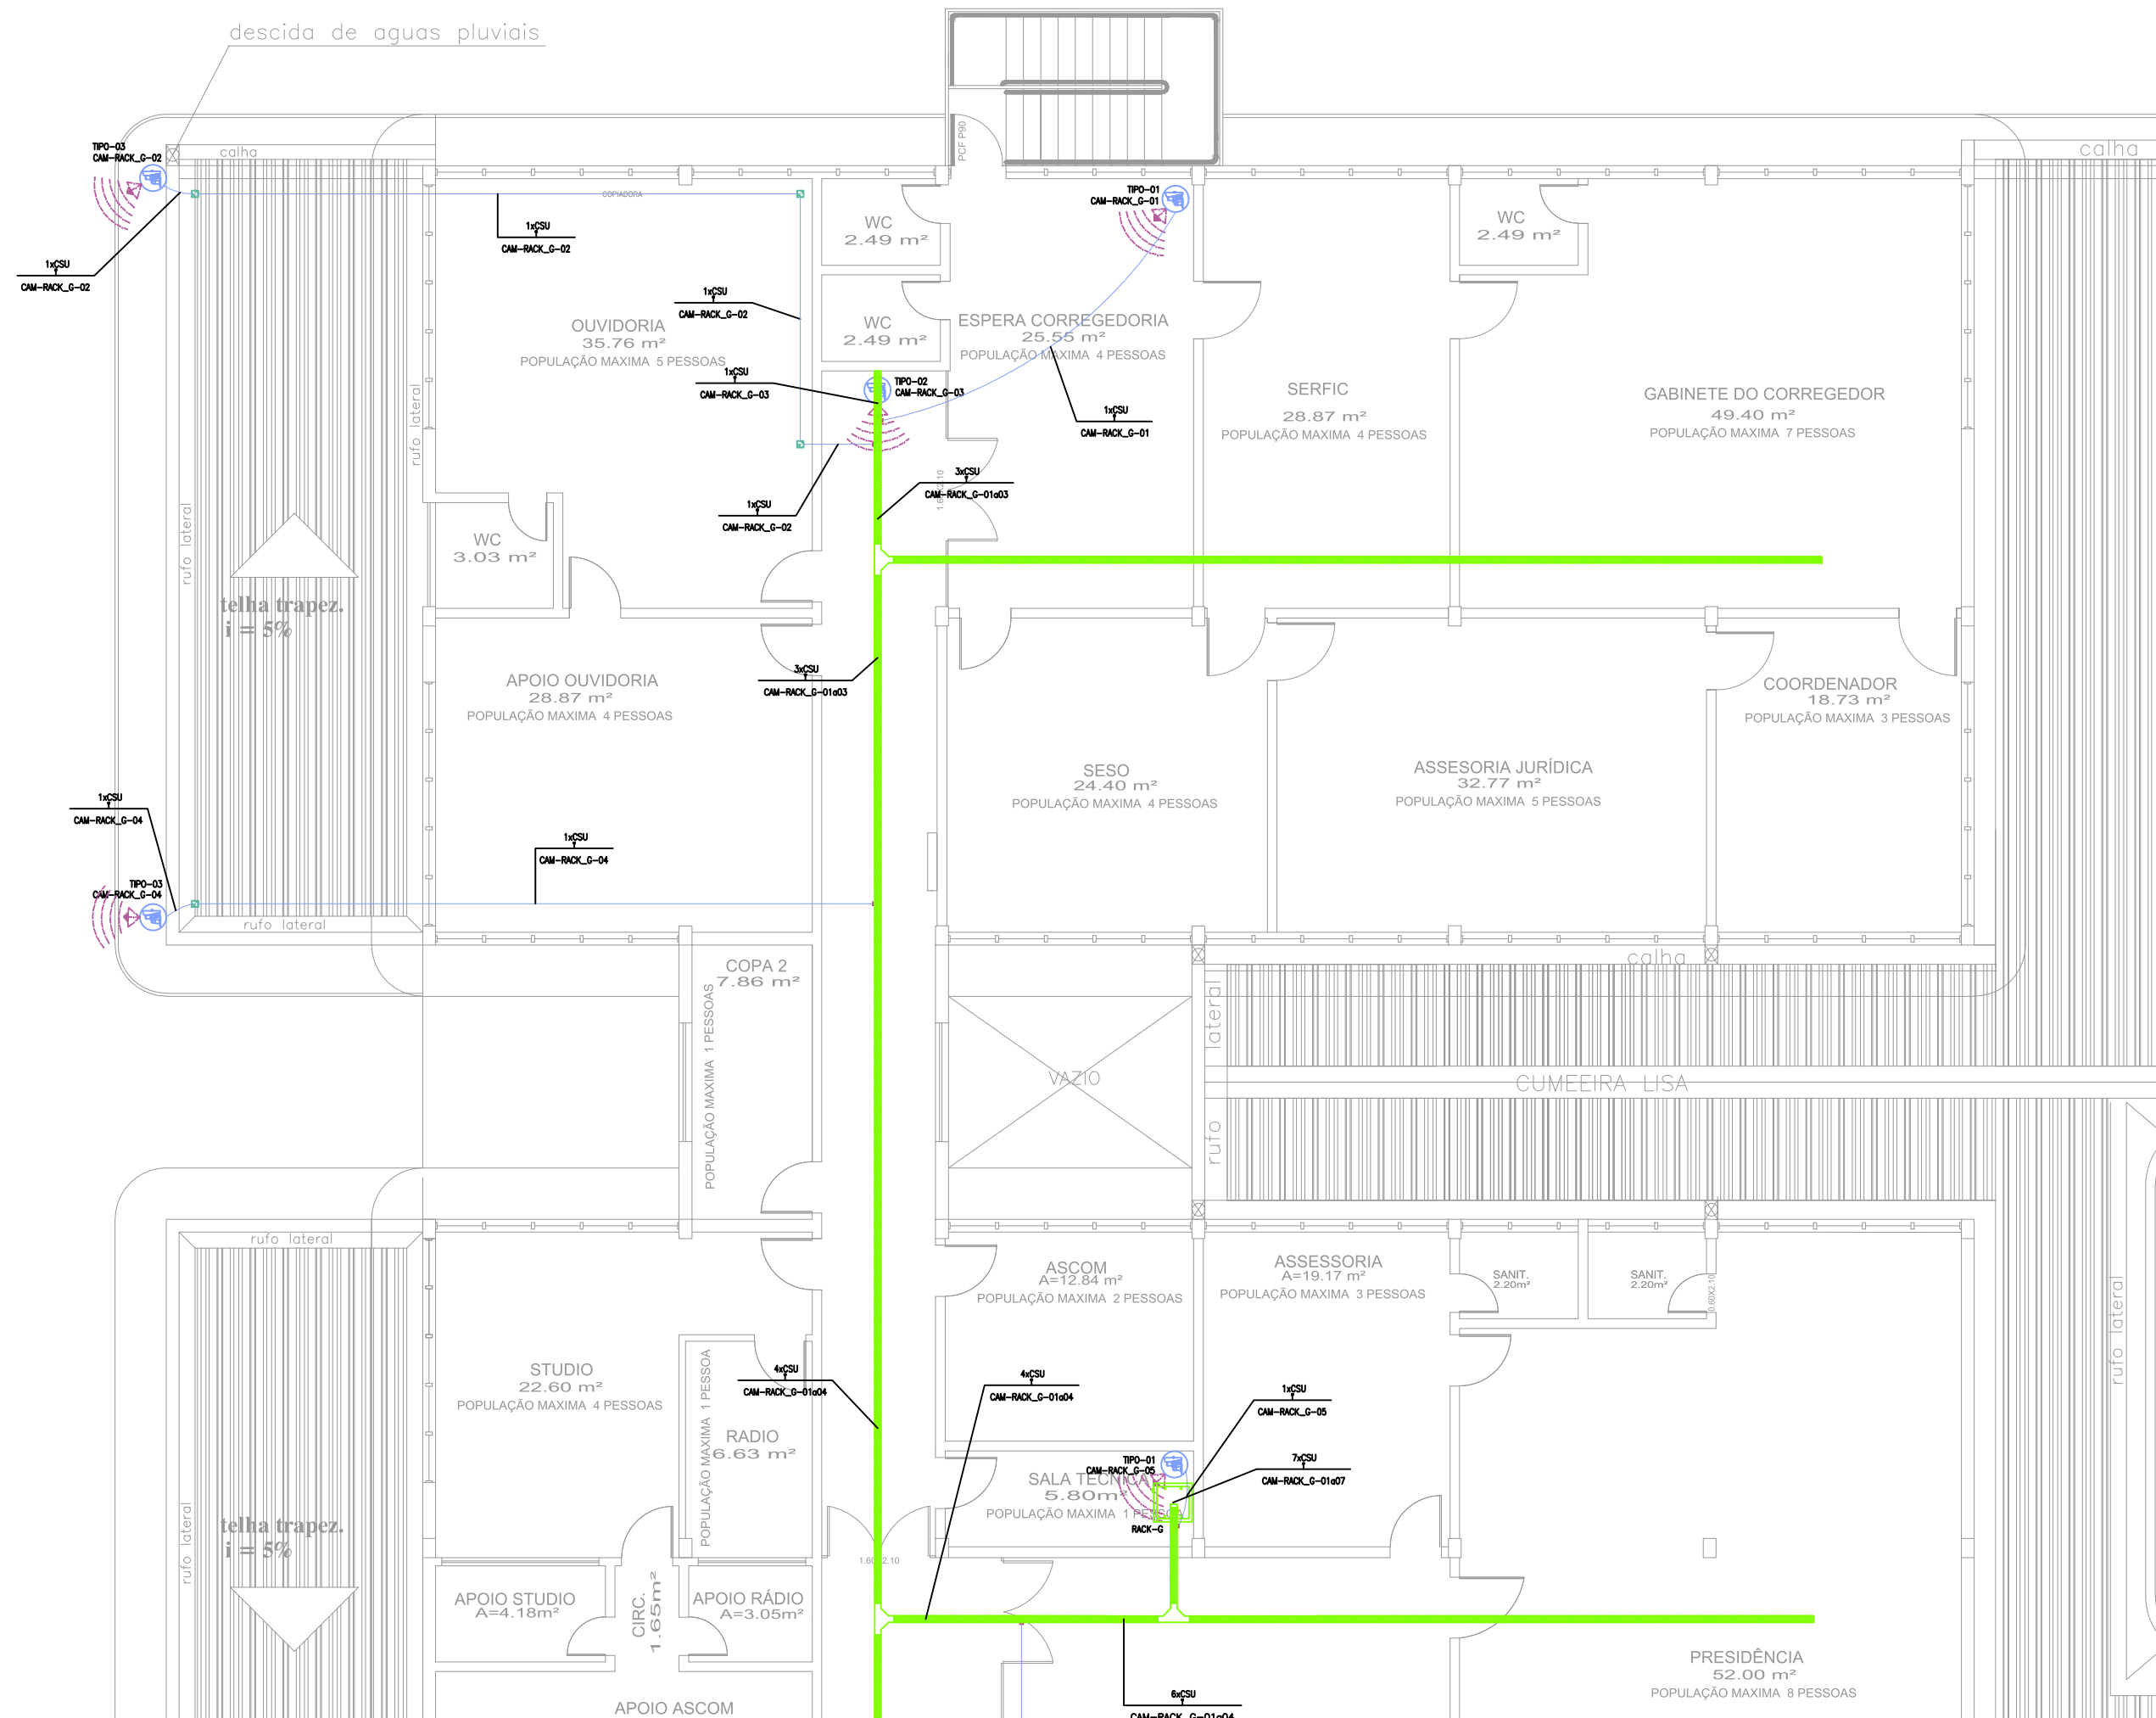 descida de aguas pluviais
TIPO-03
CAM-RACK_G-02
calha
COPIADORA
PCF P90
TIPO-01
CAM-RACK_G-01
calha
1xCSU
CAM-RACK_G-02
1xCSU
CAM-RACK_G-02
WC
2.49 m²
WC
2.49 m²
1xCSU
CAM-RACK_G-02
OUVIDORIA
35.76 m²
POPULAÇÃO MAXIMA 5 PESSOAS
WC
2.49 m²
ESPERA CORREGEDORIA
25.55 m²
POPULAÇÃO MAXIMA 4 PESSOAS
1xCSU
CAM-RACK_G-03
TIPO-02
CAM-RACK_G-03
SERFIC
28.87 m²
POPULAÇÃO MAXIMA 4 PESSOAS
GABINETE DO CORREGEDOR
49.40 m²
POPULAÇÃO MAXIMA 7 PESSOAS
1xCSU
CAM-RACK_G-01
rufo lateral
rufo lateral
3xCSU
CAM-RACK_G-01a03
1.60X2.10
1xCSU
CAM-RACK_G-02
WC
3.03 m²
telha trapez.
i = 5%
3xCSU
CAM-RACK_G-01a03
APOIO OUVIDORIA
28.87 m²
POPULAÇÃO MAXIMA 4 PESSOAS
COORDENADOR
18.73 m²
POPULAÇÃO MAXIMA 3 PESSOAS
SESO
24.40 m²
POPULAÇÃO MAXIMA 4 PESSOAS
ASSESORIA JURÍDICA
32.77 m²
POPULAÇÃO MAXIMA 5 PESSOAS
1xCSU
CAM-RACK_G-04
1xCSU
CAM-RACK_G-04
TIPO-03
CAM-RACK_G-04
rufo lateral
COPA 2
7.86 m²
POPULAÇÃO MAXIMA 1 PESSOAS
calha
rufo lateral
VAZIO
CUMEEIRA LISA
rufo lateral
ASCOM
A=12.84 m²
POPULAÇÃO MAXIMA 2 PESSOAS
ASSESSORIA
A=19.17 m²
POPULAÇÃO MAXIMA 3 PESSOAS
SANIT.
2.20m²
SANIT.
2.20m²
0.60X2.10
rufo lateral
STUDIO
22.60 m²
POPULAÇÃO MAXIMA 4 PESSOAS
POPULAÇÃO MAXIMA 1 PESSOA
RADIO
6.63 m²
4xCSU
CAM-RACK_G-01a04
4xCSU
CAM-RACK_G-01a04
1xCSU
CAM-RACK_G-05
7xCSU
CAM-RACK_G-01a07
TIPO-01
CAM-RACK_G-05
SALA TECNICA
5.80m²
POPULAÇÃO MAXIMA 1 PESSOA
RACK-G
rufo lateral
telha trapez.
i = 5%
1.60X2.10
APOIO STUDIO
A=4.18m²
CIRC.
1.65m²
APOIO RÁDIO
A=3.05m²
PRESIDÊNCIA
52.00 m²
POPULAÇÃO MAXIMA 8 PESSOAS
APOIO ASCOM
6xCSU
CAM-RACK_G-01a04